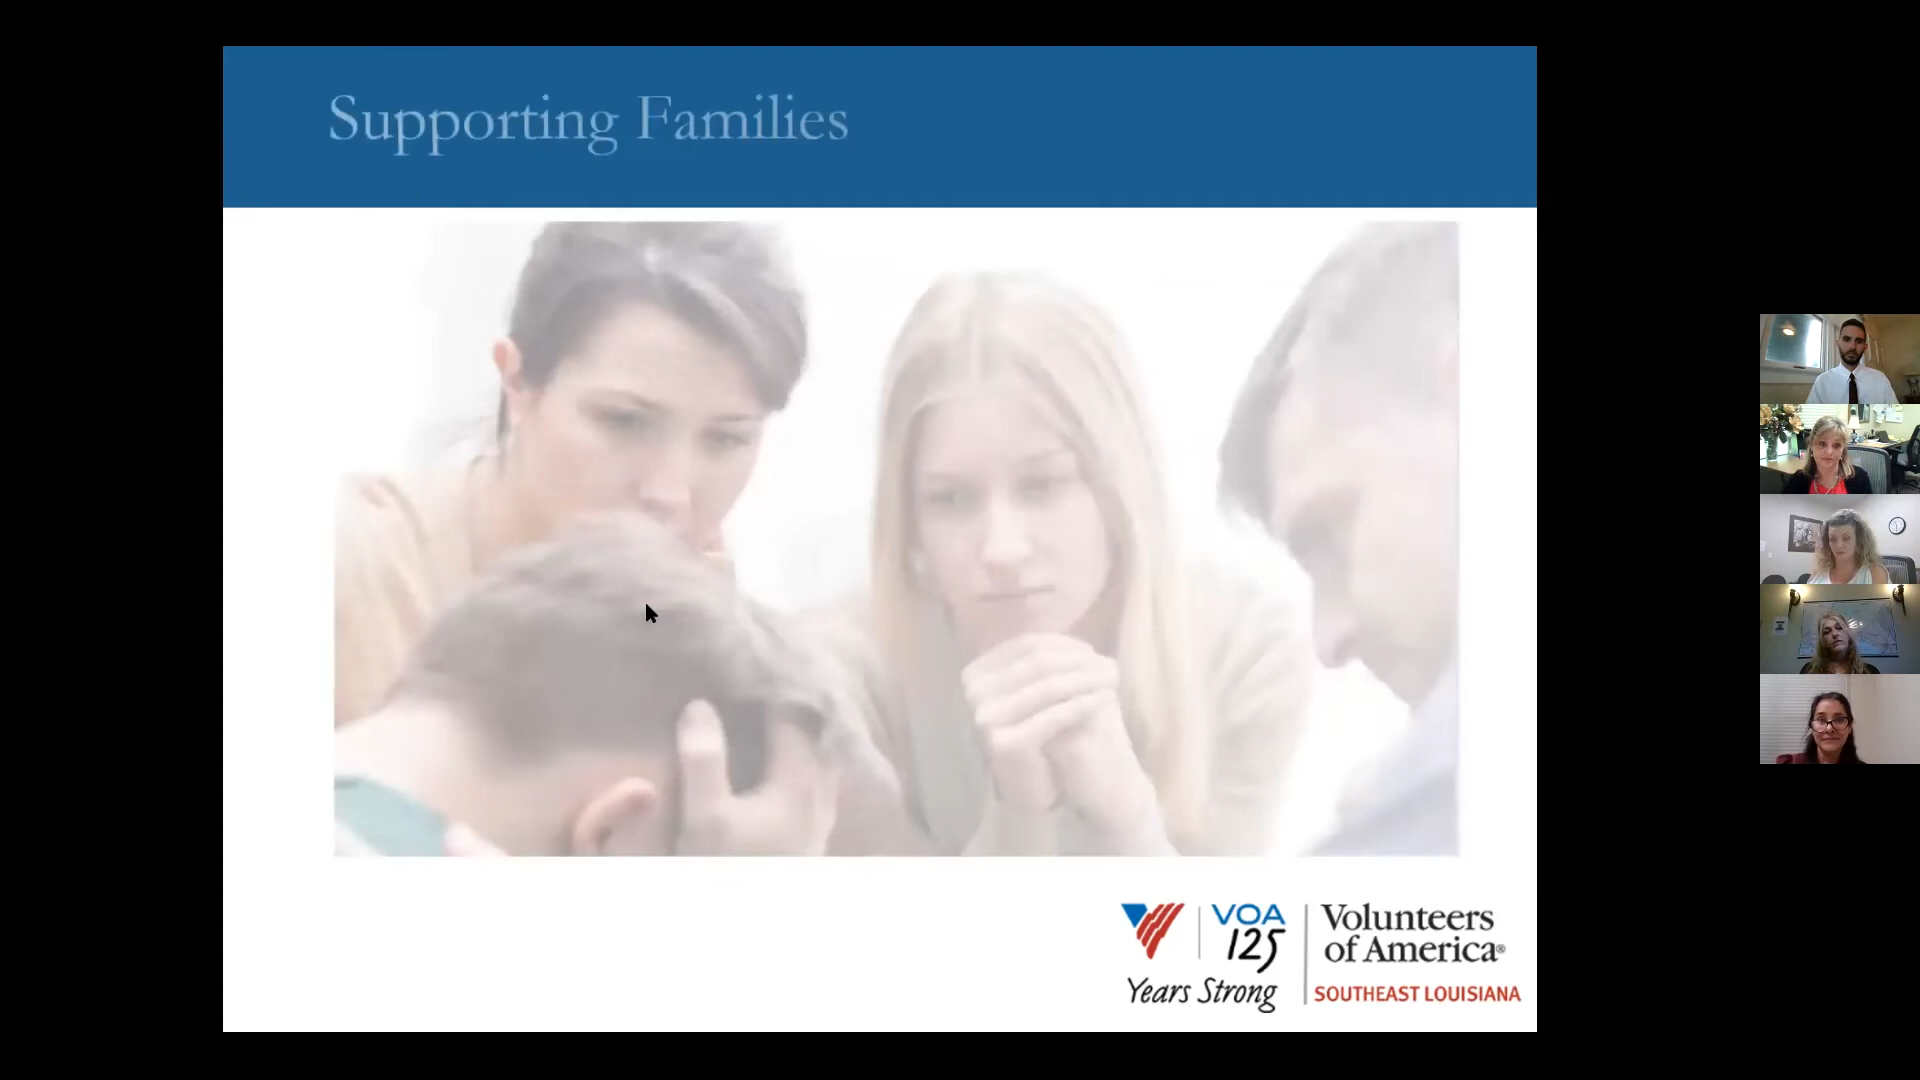 Supporting Families
VOA
125
Years Strong
Volunteers
of America®
SOUTHEAST LOUISIANA